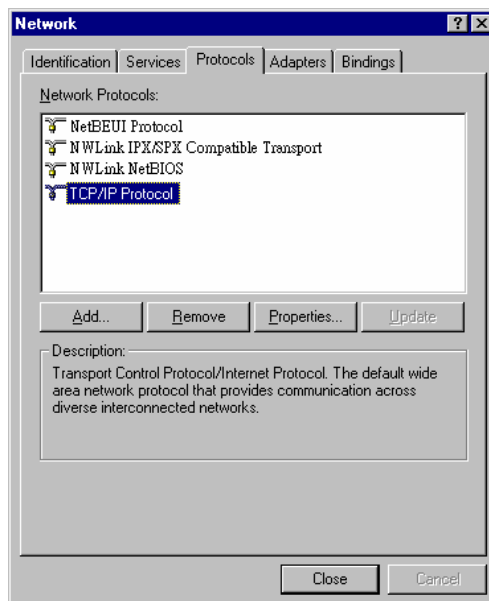 Network
Identification Services Protocols Adapters Bindings
Network Protocols:
NetBEUI Protocol
NWLink IPX/SPX Compatible Transport
NWLink NetBIOS
TCP/IP Protocol
Add... Remove Properties... Update
Description:
Transport Control Protocol/Internet Protocol. The default wide
area network protocol that provides communication across
diverse interconnected networks.
Close Cancel